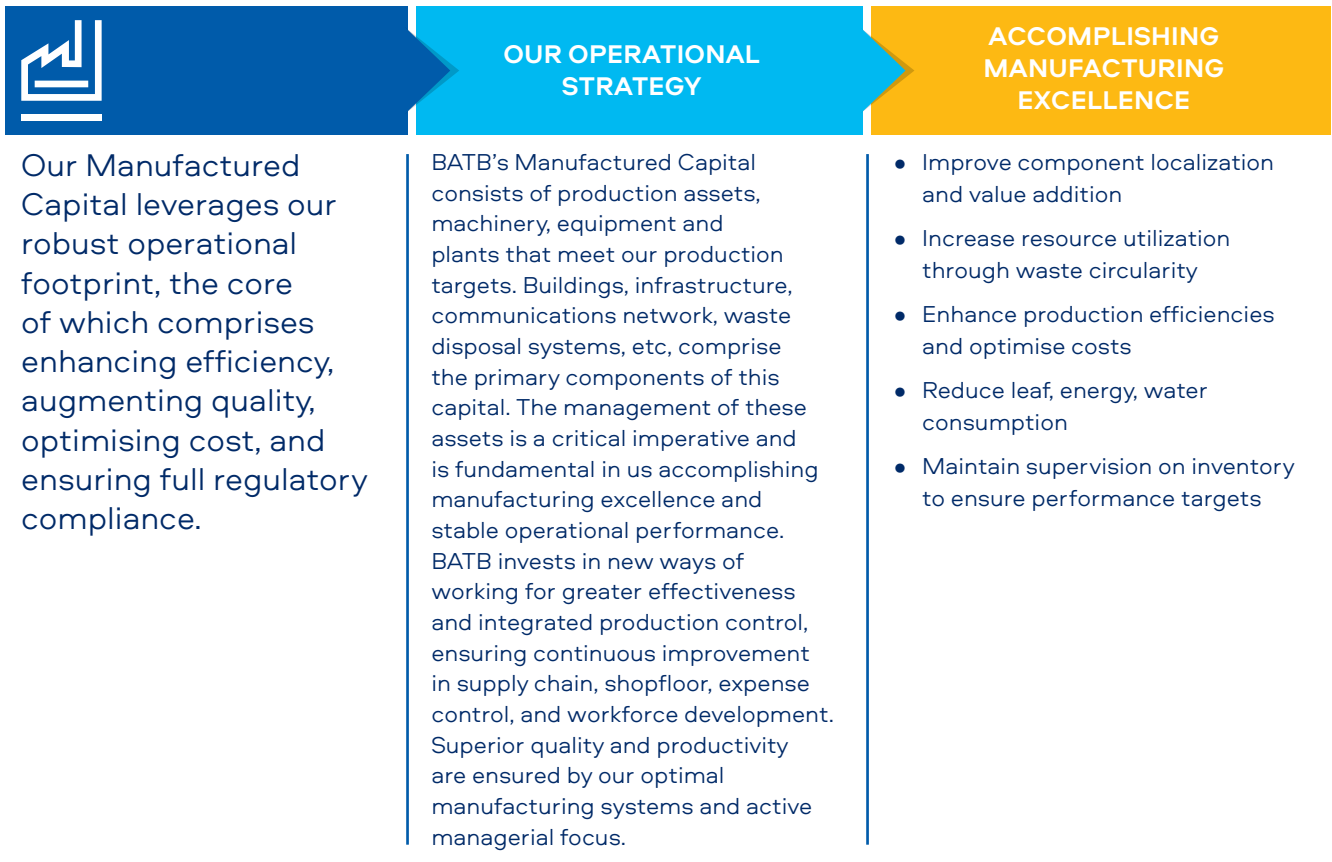 Our Manufactured
Capital leverages our
robust operational
footprint, the core
of which comprises
enhancing efficiency,
augmenting quality,
optimising cost, and
ensuring full regulatory
compliance.
OUR OPERATIONAL
STRATEGY
BATB's Manufactured Capital
consists of production assets,
machinery, equipment and
plants that meet our production
targets. Buildings, infrastructure,
communications network, waste
disposal systems, etc, comprise
the primary components of this
capital. The management of these
assets is a critical imperative and
is fundamental in us accomplishing
manufacturing excellence and
stable operational performance.
BATB invests in new ways of
working for greater effectiveness
and integrated production control,
ensuring continuous improvement
in supply chain, shopfloor, expense
control, and workforce development.
Superior quality and productivity
are ensured by our optimal
manufacturing systems and active
managerial focus.
ACCOMPLISHING
MANUFACTURING
EXCELLENCE
● Improve component localization
and value addition
● Increase resource utilization
through waste circularity
● Enhance production efficiencies
and optimise costs
● Reduce leaf, energy, water
consumption
● Maintain supervision on inventory
to ensure performance targets